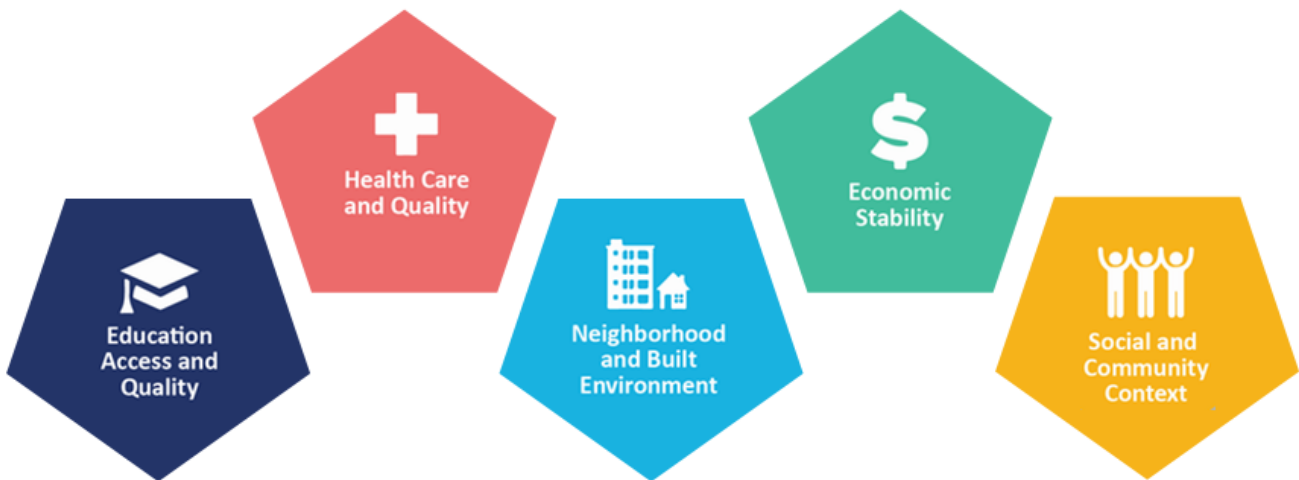 Education
Access and
Quality
Health Care
and Quality
Neighborhood
and Built
Environment
$
Economic
Stability
Social and
Community
Context